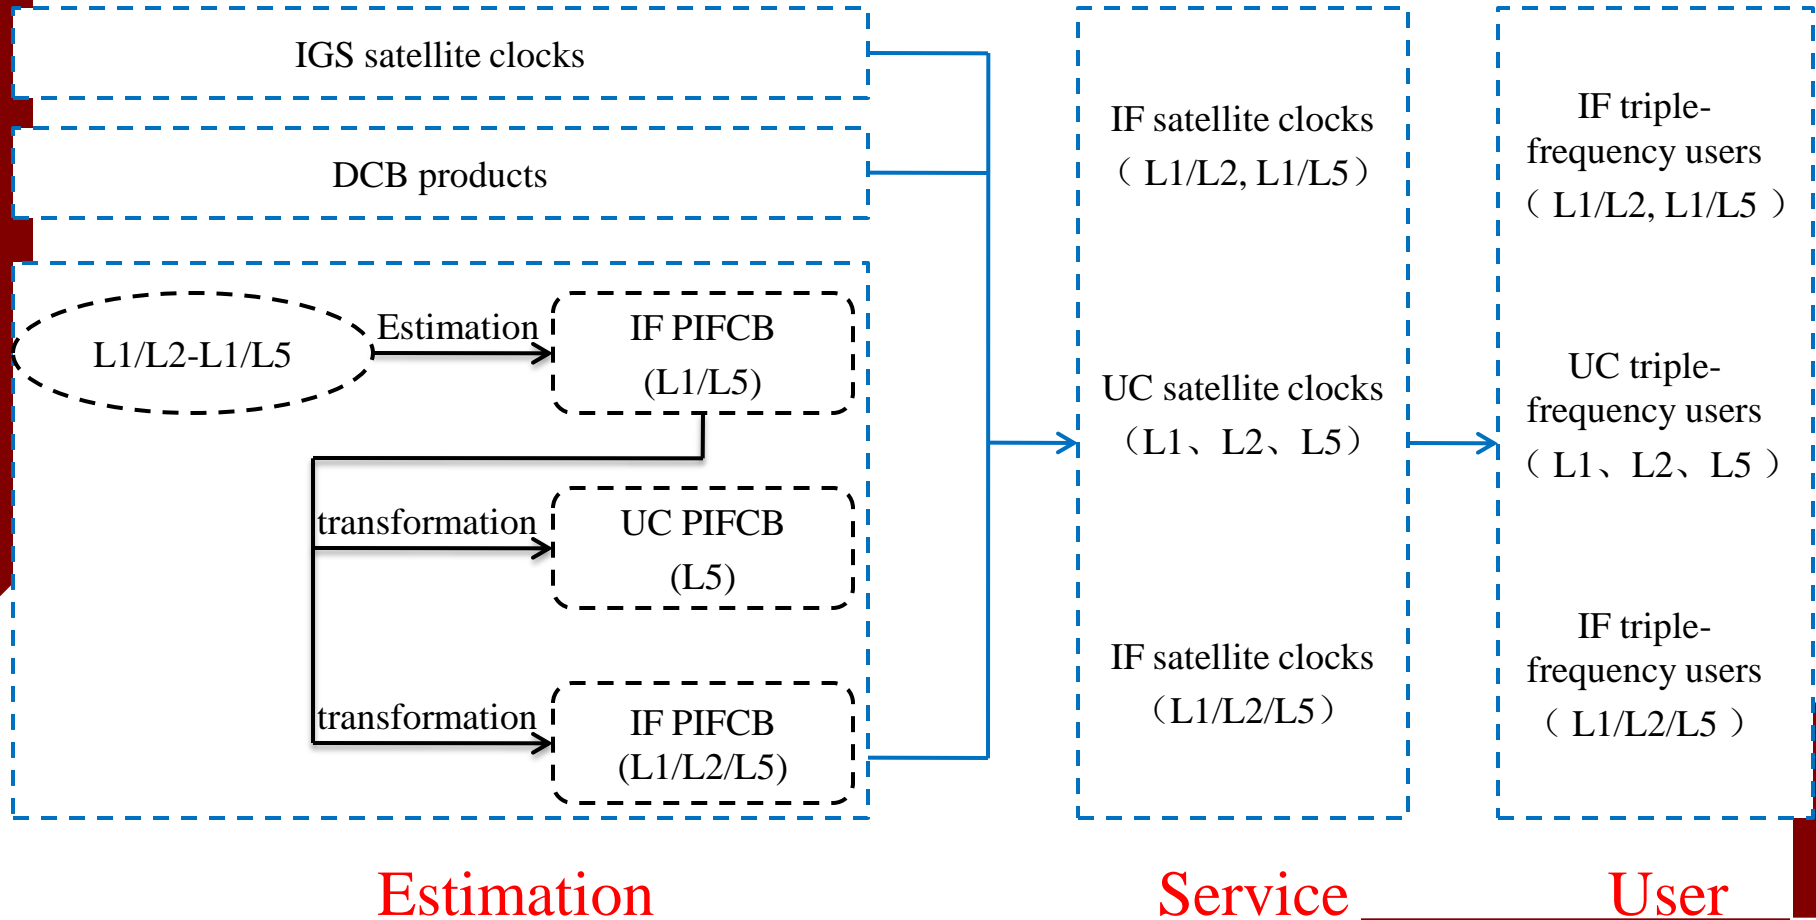 IGS satellite clocks
DCB products
L1/L2-L1/L5
Estimation
IF PIFCB
(L1/L5)
transformation
UC PIFCB
(L5)
transformation
IF PIFCB
(L1/L2/L5)
IF satellite clocks
（ L1/L2, L1/L5）
UC satellite clocks
（L1、L2、L5）
IF satellite clocks
（L1/L2/L5）
IF triple-
frequency users
（ L1/L2, L1/L5 ）
UC triple-
frequency users
（ L1、L2、L5 ）
IF triple-
frequency users
（ L1/L2/L5 ）
Estimation
Service
User